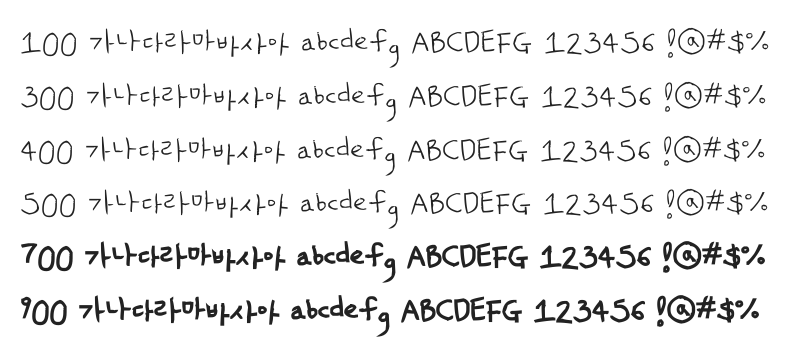 100 가나다라마바사아 abcdefg ABCDEFG 123456 !@#$%
300 가나다라마바사아 abcdefg ABCDEFG 123456 !@#$%
400 가나다라마바사아 abcdefg ABCDEFG 123456 !@#$%
500 가나다라마바사아 abcdefg ABCDEFG 123456 !@#$%
700 가나다라마바사아 abcdefg ABCDEFG 123456 !@#$%
900 가나다라마바사아 abcdefg ABCDEFG 123456 !@#$%